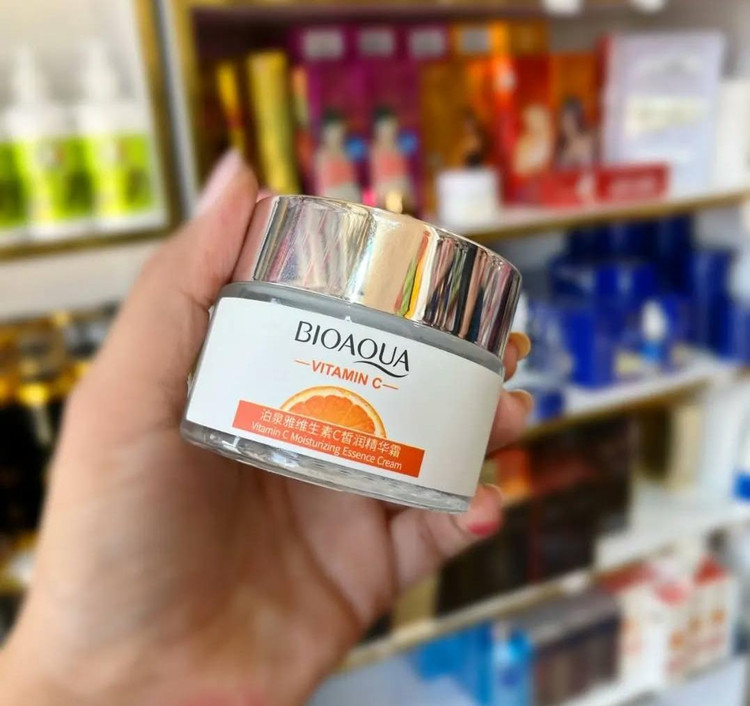 BIOAQUA
VITAMIN C
泊泉雅维生素C皙润精华霜
Vitamin C Moisturizing Essence Cream